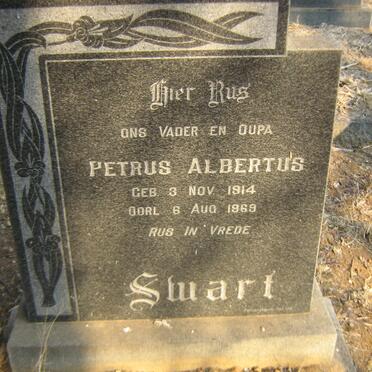 Hier Rus
ONS VADER EN OUPA
PETRUS ALBERTUS
GEB 3 NOV 1914
OORL 6 AUG 1969
RUS IN VREDE
Swart